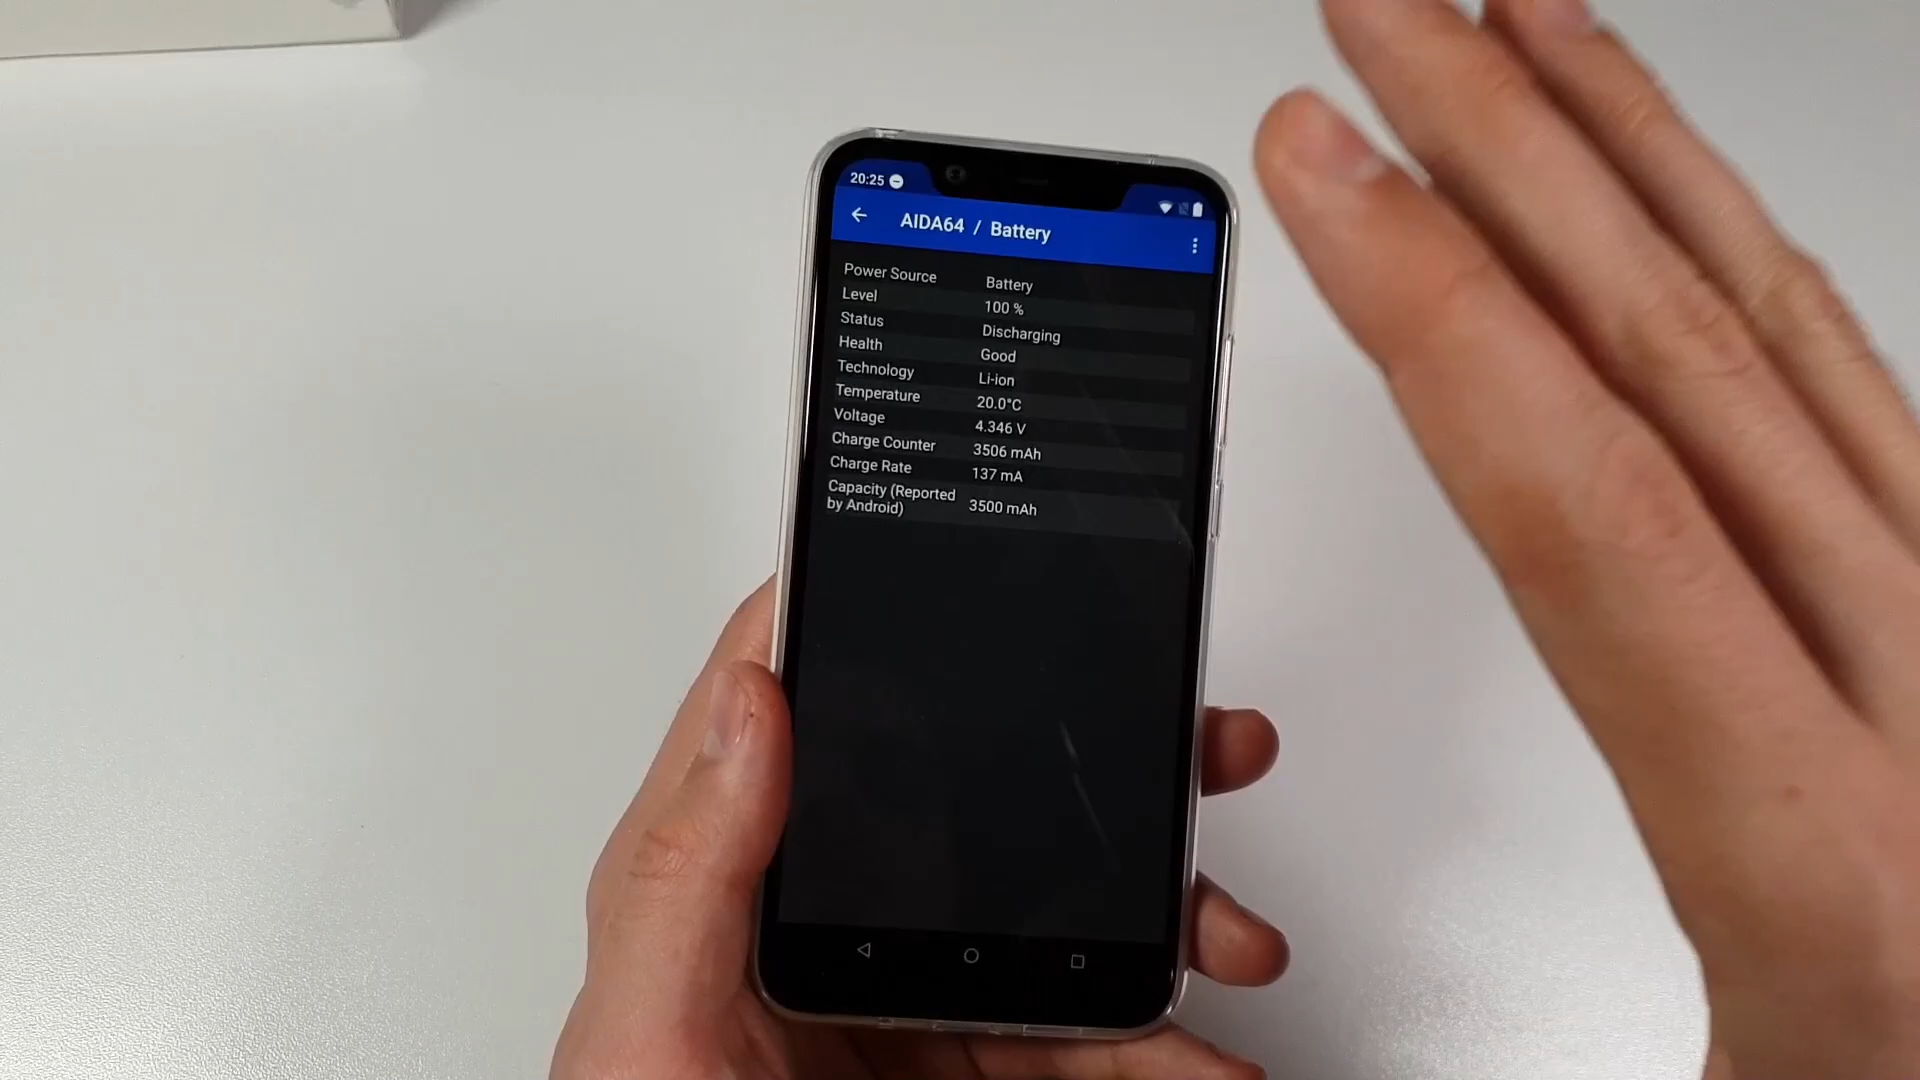 20:25
AIDA64 / Battery
Power Source Battery
Level 100 %
Status Discharging
Health Good
Technology Li-ion
Temperature 20.0°C
Voltage 4.346 V
Charge Counter 3506 mAh
Charge Rate 137 mA
Capacity (Reported
by Android) 3500 mAh